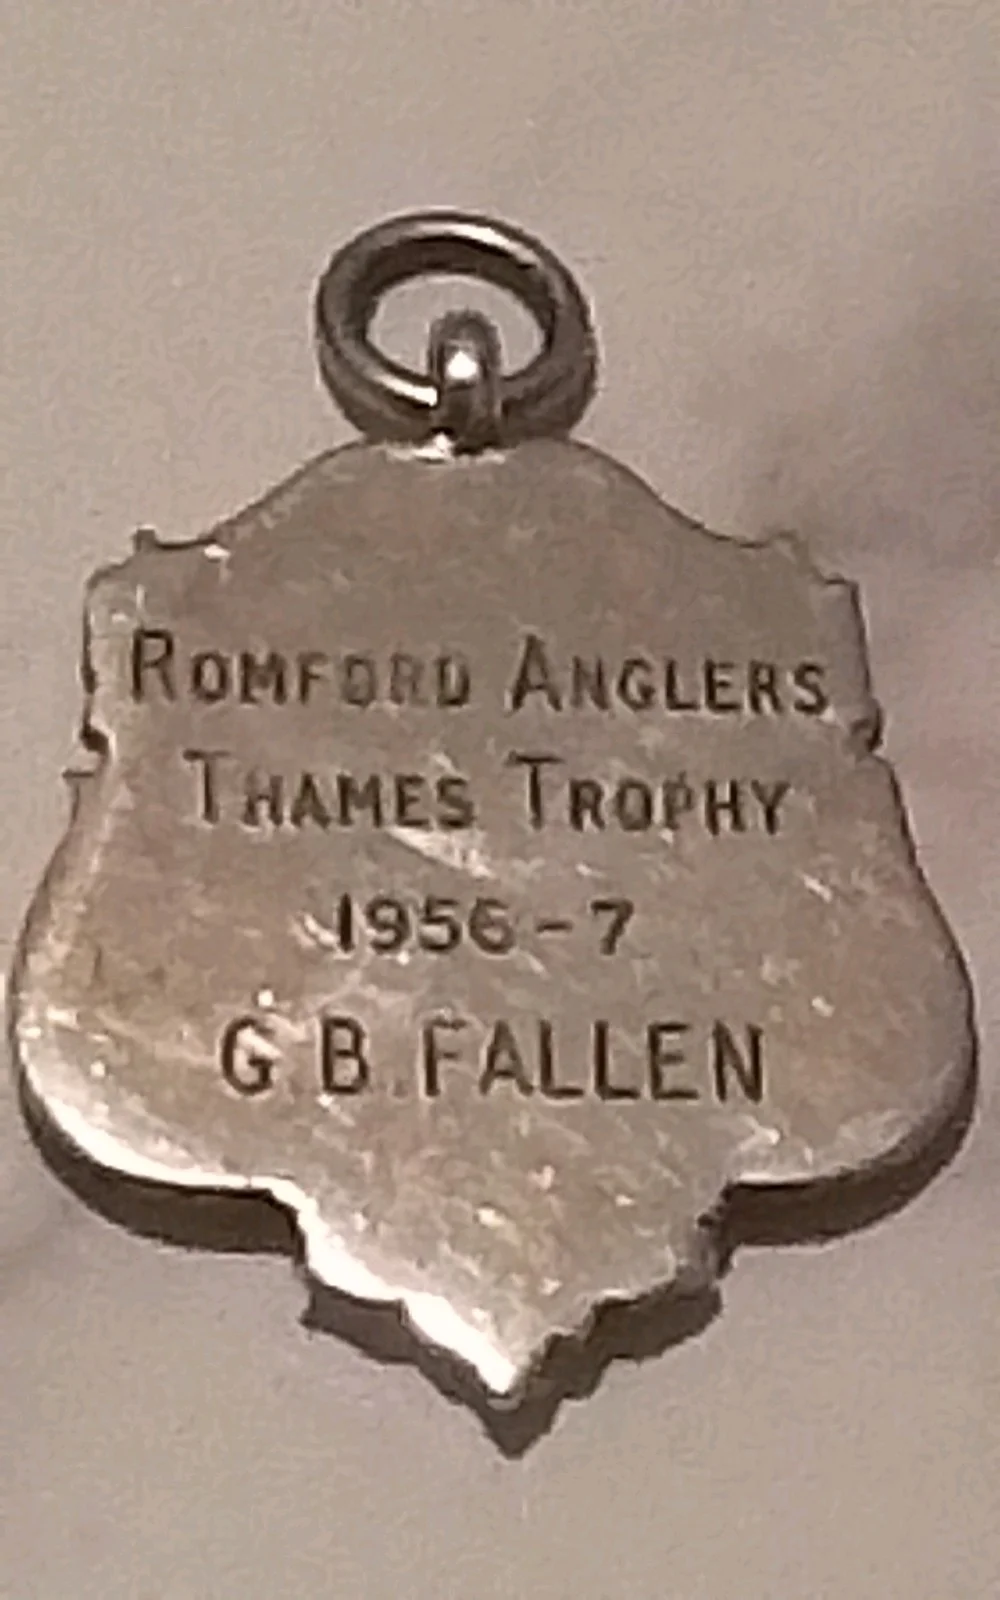 ROMFORD ANGLERS
THAMES TROPHY
1956-7
G.B. FALLEN